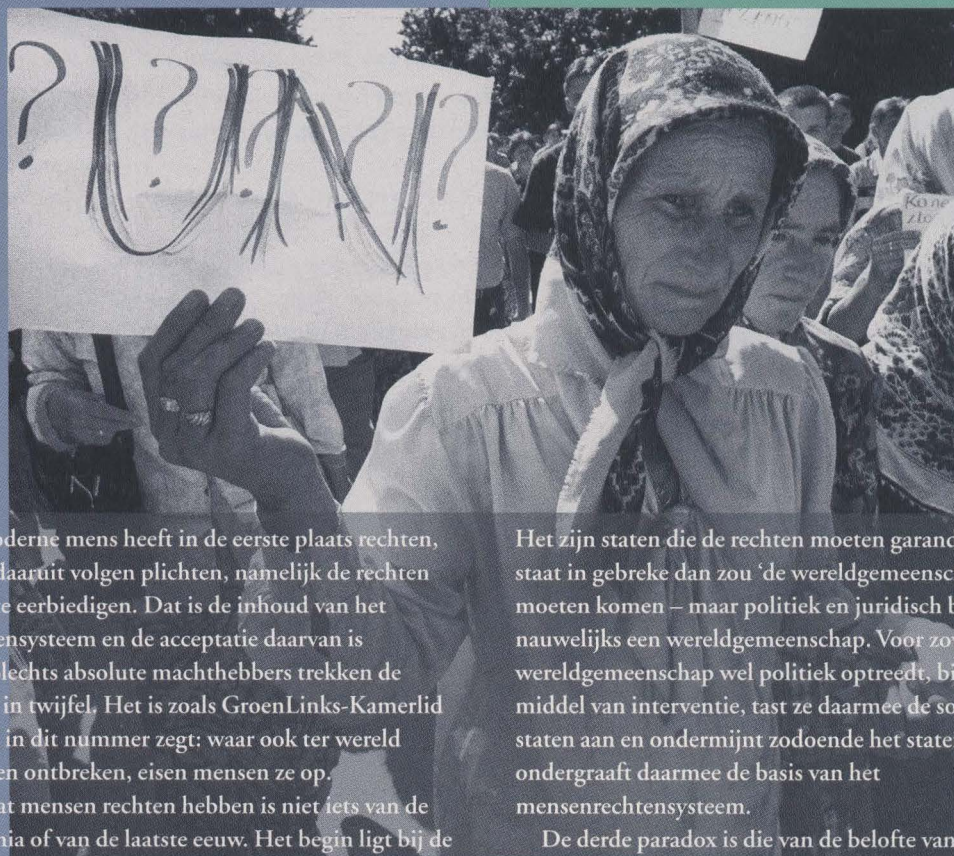 ? U ? ? N ? ?
oderne mens heeft in de eerste plaats rechten,
daaruit volgen plichten, namelijk de rechten
e eerbiedigen. Dat is de inhoud van het
ensysteem en de acceptatie daarvan is
lechts absolute machthebbers trekken de
in twijfel. Het is zoals GroenLinks-Kamerlid
in dit nummer zegt: waar ook ter wereld
en ontbreken, eisen mensen ze op.
at mensen rechten hebben is niet iets van de
nia of van de laatste eeuw. Het begin ligt bij de
Het zijn staten die de rechten moeten garand
staat in gebreke dan zou ‘de wereldgemeensc
moeten komen – maar politiek en juridisch b
nauwelijks een wereldgemeenschap. Voor zov
wereldgemeenschap wel politiek optreedt, bi
middel van interventie, tast ze daarmee de so
staten aan en ondermijnt zodoende het state
ondergraaft daarmee de basis van het
mensenrechtensysteem.
De derde paradox is die van de belofte van